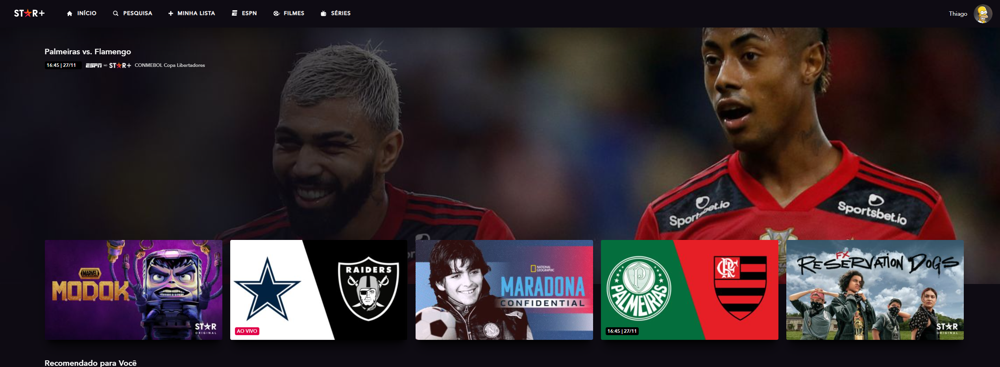 ST★R+
INÍCIO
PESQUISA
MINHA LISTA
ESPN
FILMES
SÉRIES
Thiago
Palmeiras vs. Flamengo
16:45 | 27/11 ESPN NO ST★R+ CONMEBOL Copa Libertadores
Sportsbet.io
Sportsbet.io
MARVEL
M.O.D.O.K.
ST★R
ORIGINAL
RAIDERS
AO VIVO
NATIONAL
GEOGRAPHIC
MARADONA
CONFIDENTIAL
N
P
PALMEIRAS
CRF
16:45 | 27/11
FX
RESERVATION DOGS
ST★R
ORIGINAL
Recomendado para Você